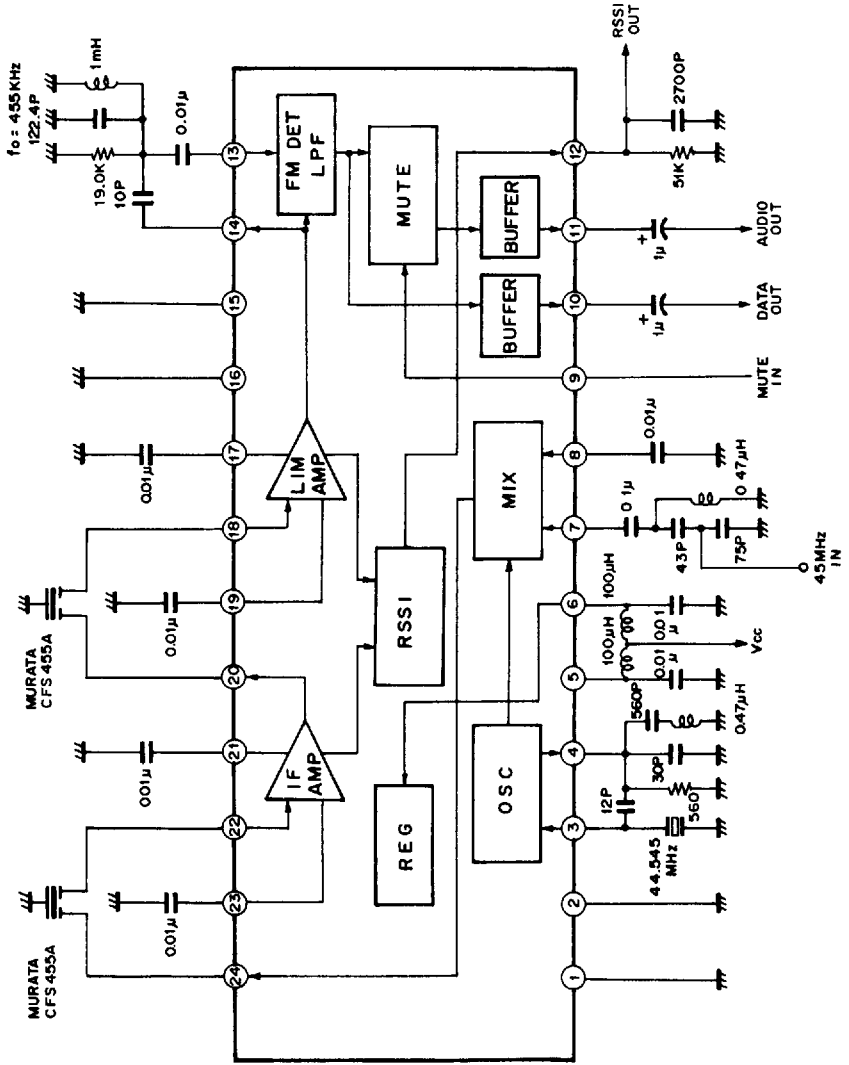 MURATA
CFS 455A
0.01µ
001µ
MURATA
CFS 455A
0.01µ
0.01µ
fo = 455KHz
122.4P
1mH
19.0K
10P
0.01µ
24
23
22
21
20
19
18
17
16
15
14
13
IF
AMP
LIM
AMP
FM DET
LPF
REG
RSSI
MUTE
OSC
MIX
BUFFER
BUFFER
1
2
3
4
5
6
7
8
9
10
11
12
44.545
MHz
12P
560
30P
560P
0.47µH
100µH
100µH
0.01
µ
0.01
µ
Vcc
0 1µ
43P
75P
0 47µH
0.01µ
45MHz
IN
MUTE
IN
+
1µ
DATA
OUT
+
1µ
AUDIO
OUT
51K
2700P
RSSI
OUT